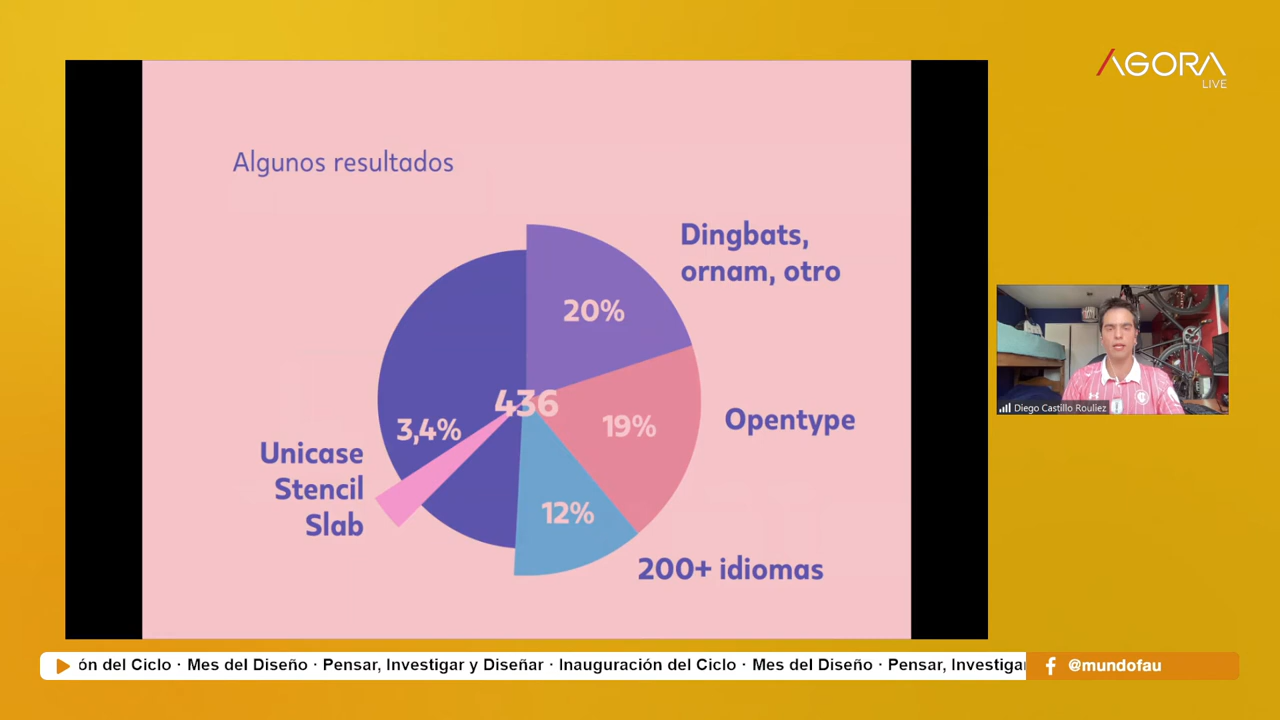 AGORA
LIVE
Algunos resultados
Dingbats,
ornam, otro
20%
436
3,4%
19%
Opentype
Unicase
Stencil
Slab
12%
200+ idiomas
Diego Castillo Rouliez
ón del Ciclo · Mes del Diseño · Pensar, Investigar y Diseñar · Inauguración del Ciclo · Mes del Diseño · Pensar, Investigar
@mundofau